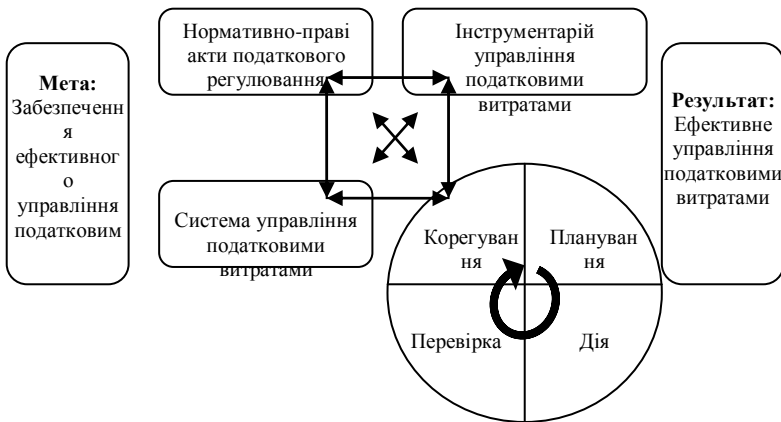 Мета:
Забезпеченн
я
ефективног
о
управління
податковим
Нормативно-праві
акти податкового
регулювання
Інструментарій
управління
податковими
витратами
Результат:
Ефективне
управління
податковими
витратами
Система управління
податковими
витратами
Корегуван
ня
Плануван
ня
Перевірка
Дія